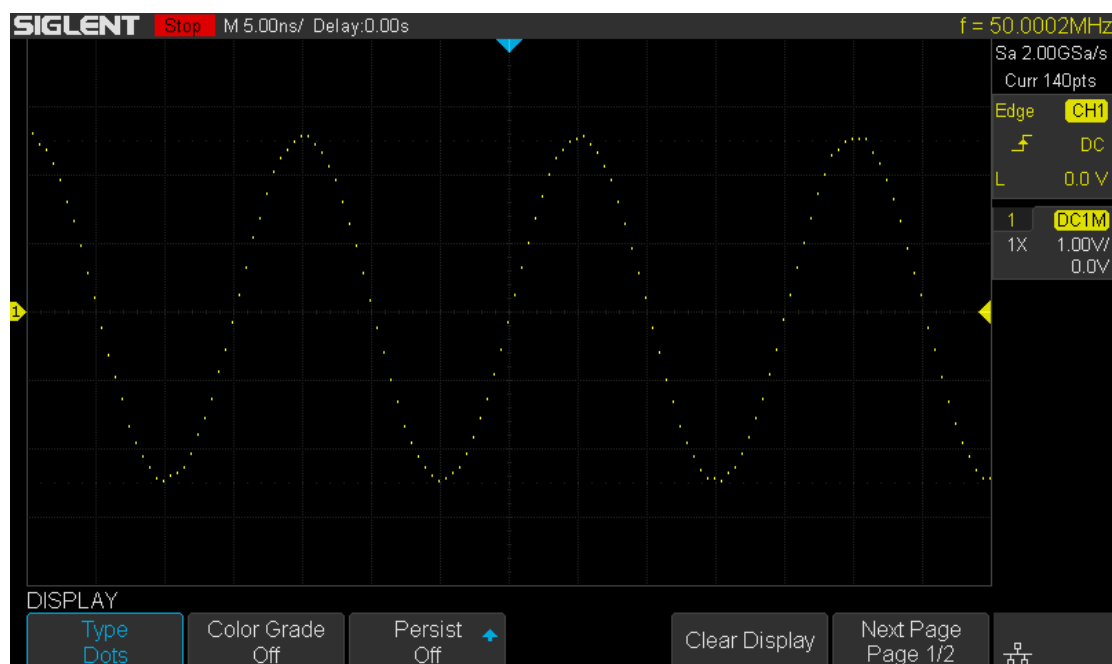 SIGLENT Stop M 5.00ns/ Delay:0.00s f = 50.0002MHz
Sa 2.00GSa/s
Curr 140pts
Edge CH1
DC
L 0.0 V
1 DC1M
1X 1.00V/
0.0V
1
DISPLAY
Type Color Grade Persist Clear Display Next Page
Dots Off Off Page 1/2